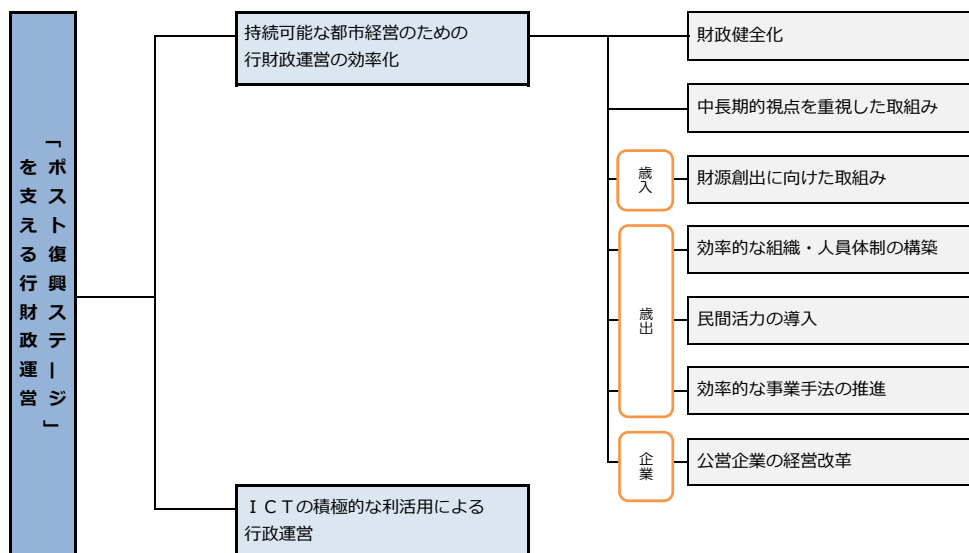 「ポスト復興ステージ」
を支える行財政運営
持続可能な都市経営のための
行財政運営の効率化
財政健全化
中長期的視点を重視した取組み
歳入
財源創出に向けた取組み
歳出
効率的な組織・人員体制の構築
民間活力の導入
効率的な事業手法の推進
企業
公営企業の経営改革
ＩＣＴの積極的な利活用による
行政運営